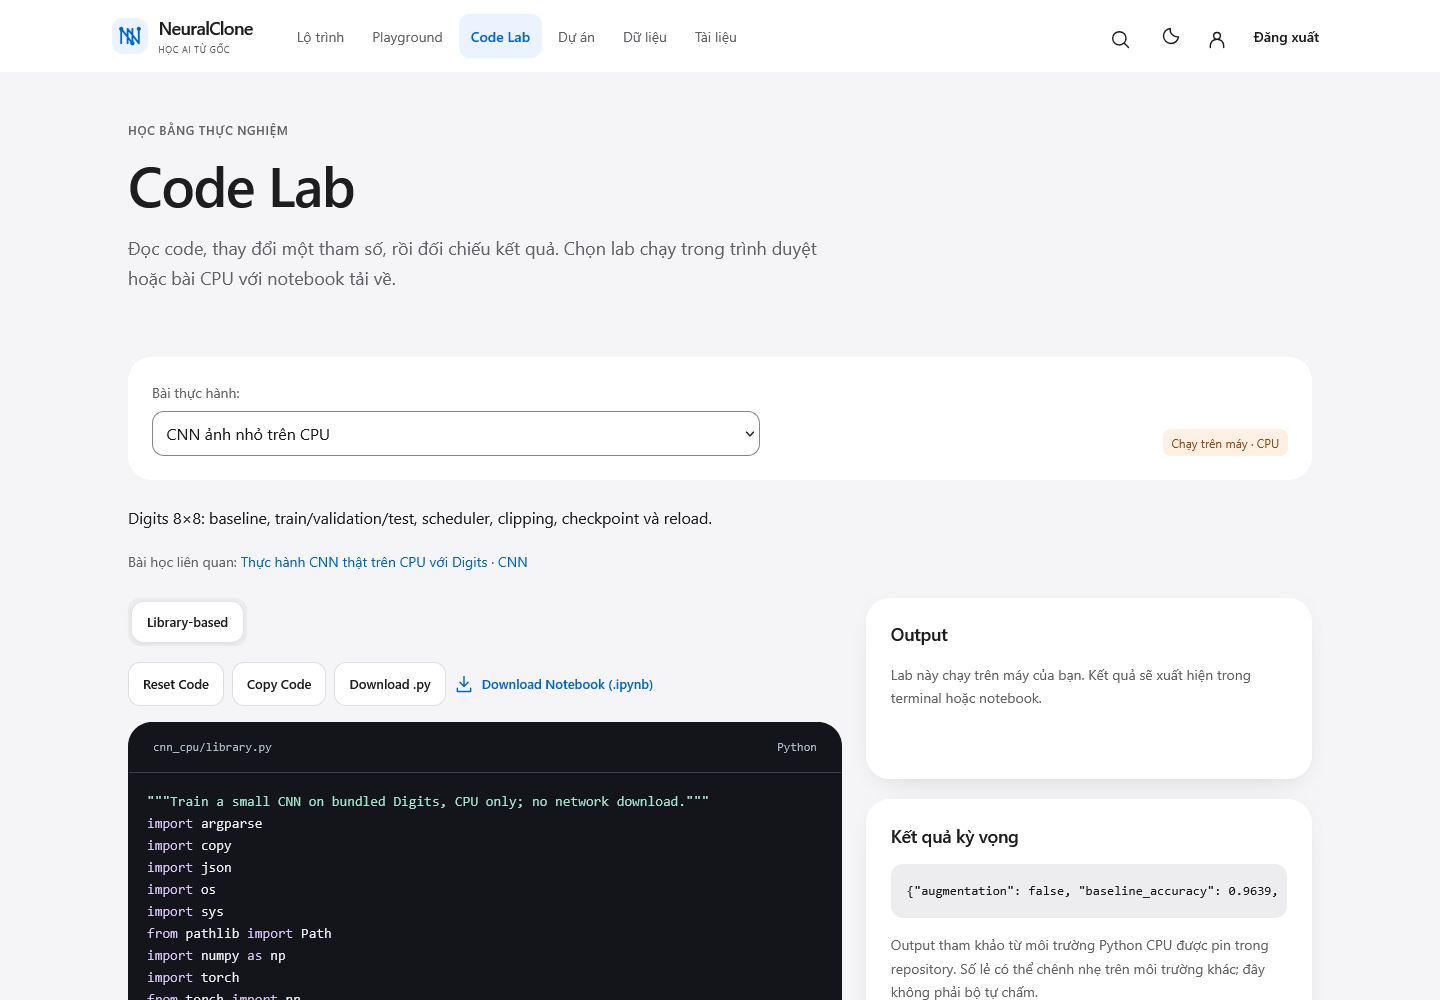 NeuralClone
HỌC AI TỪ GỐC
Lộ trình
Playground
Code Lab
Dự án
Dữ liệu
Tài liệu
Đăng xuất
HỌC BẰNG THỰC NGHIỆM
Code Lab
Đọc code, thay đổi một tham số, rồi đối chiếu kết quả. Chọn lab chạy trong trình duyệt
hoặc bài CPU với notebook tải về.
Bài thực hành:
CNN ảnh nhỏ trên CPU
Chạy trên máy · CPU
Digits 8×8: baseline, train/validation/test, scheduler, clipping, checkpoint và reload.
Bài học liên quan: Thực hành CNN thật trên CPU với Digits · CNN
Library-based
Reset Code
Copy Code
Download .py
Download Notebook (.ipynb)
cnn_cpu/library.py
Python
"""Train a small CNN on bundled Digits, CPU only; no network download."""
import argparse
import copy
import json
import os
import sys
from pathlib import Path
import numpy as np
import torch
from torch import nn
Output
Lab này chạy trên máy của bạn. Kết quả sẽ xuất hiện trong
terminal hoặc notebook.
Kết quả kỳ vọng
{"augmentation": false, "baseline_accuracy": 0.9639,
Output tham khảo từ môi trường Python CPU được pin trong
repository. Số lẻ có thể chênh nhẹ trên môi trường khác; đây
không phải bộ tự chấm.